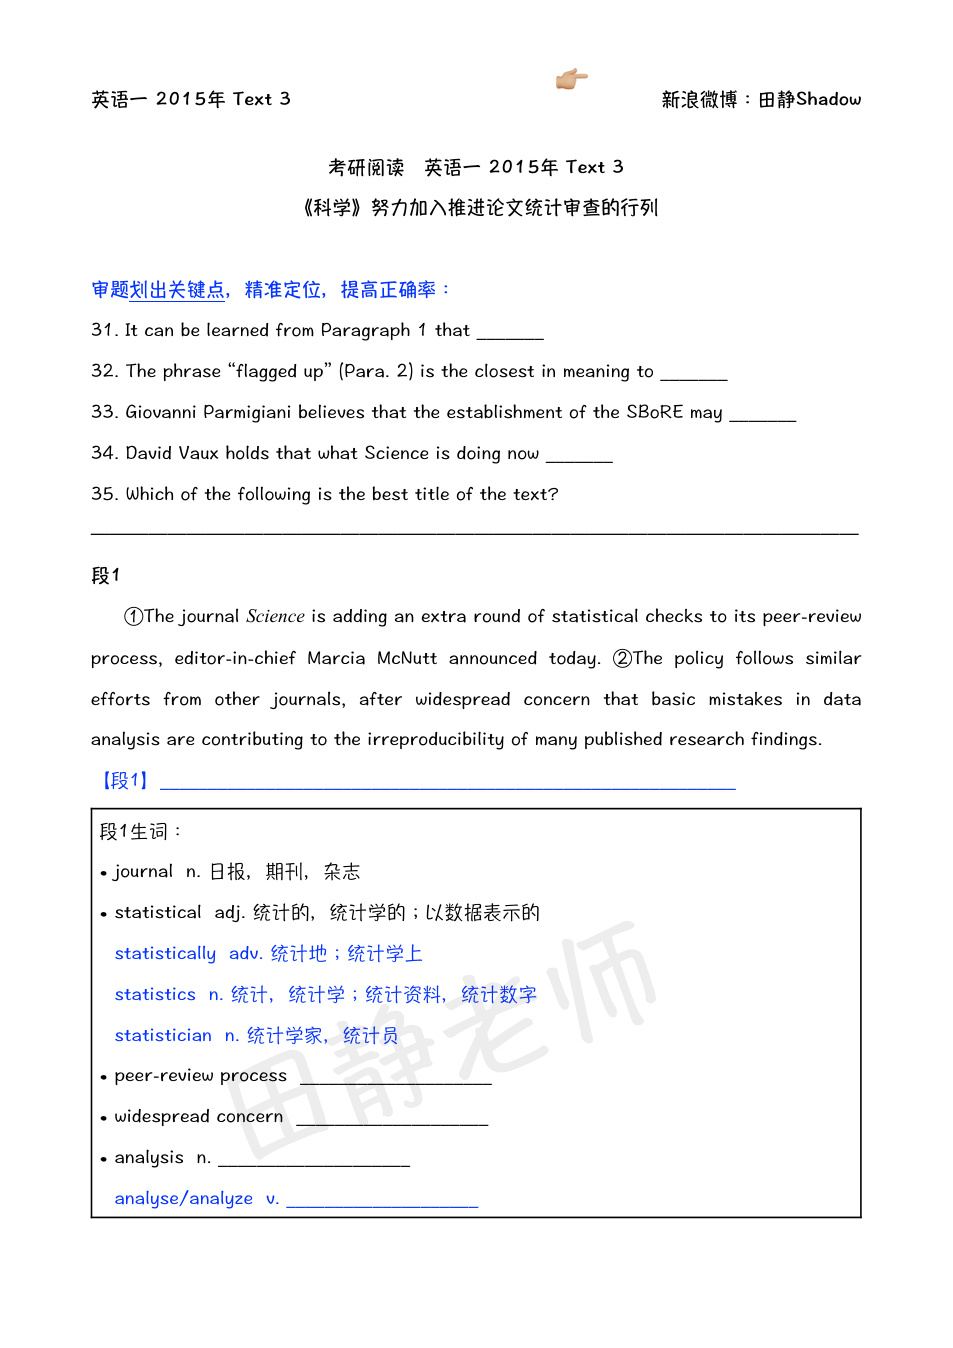 英语一 2015年 Text 3 新浪微博：田静Shadow
考研阅读 英语一 2015年 Text 3
《科学》努力加入推进论文统计审查的行列
审题划出关键点，精准定位，提高正确率：
31. It can be learned from Paragraph 1 that _______
32. The phrase “flagged up” (Para. 2) is the closest in meaning to _______
33. Giovanni Parmigiani believes that the establishment of the SBoRE may _______
34. David Vaux holds that what Science is doing now _______
35. Which of the following is the best title of the text?
段1
①The journal Science is adding an extra round of statistical checks to its peer-review
process, editor-in-chief Marcia McNutt announced today. ②The policy follows similar
efforts from other journals, after widespread concern that basic mistakes in data
analysis are contributing to the irreproducibility of many published research findings.
【段1】____________________________________________________________
段1生词：
• journal n. 日报，期刊，杂志
• statistical adj. 统计的，统计学的；以数据表示的
statistically adv. 统计地；统计学上
statistics n. 统计，统计学；统计资料，统计数字
statistician n. 统计学家，统计员
• peer-review process ____________________
• widespread concern ____________________
• analysis n. ____________________
analyse/analyze v. ____________________
田静老师